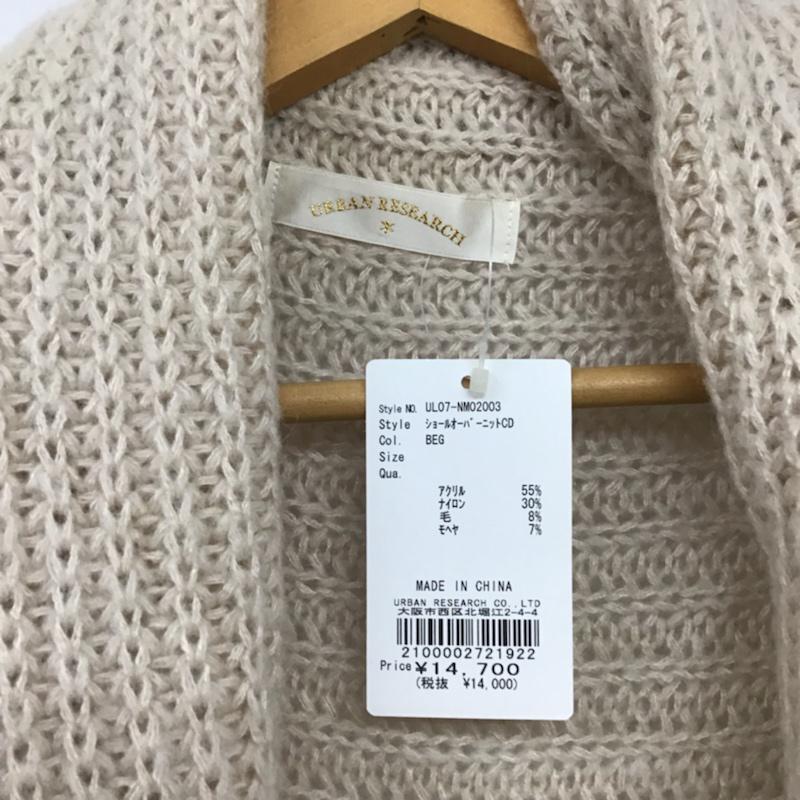 URBAN RESEARCH
Style NO. UL07-NM02003
Style ショールオーバーニットCD
Col. BEG
Size
Qua.
アクリル 55%
ナイロン 30%
毛 8%
モヘヤ 7%
MADE IN CHINA
URBAN RESEARCH CO.,LTD
大阪市西区北堀江2-4-4
2100002721922
Price ¥14,700
(税抜 ¥14,000)